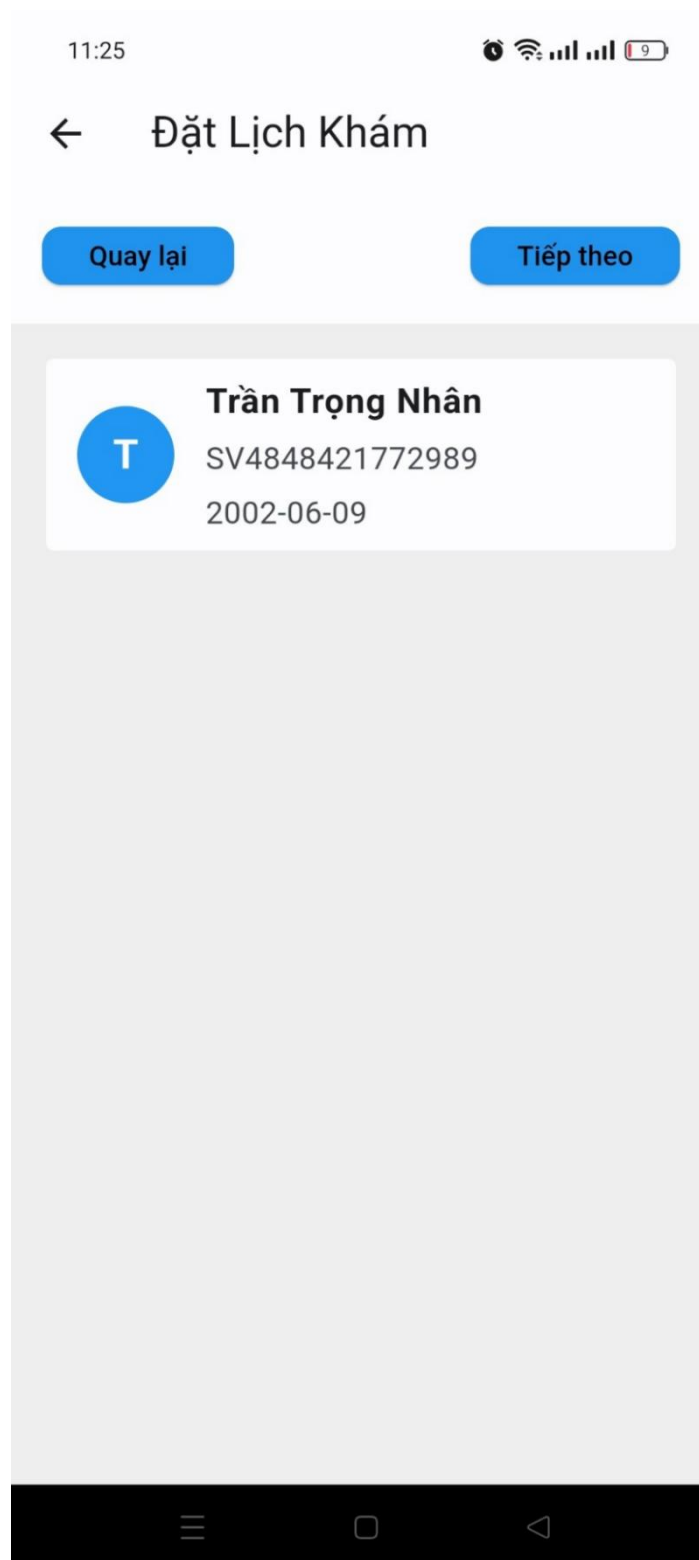 11:25
9
Đặt Lịch Khám
Quay lại
Tiếp theo
Trần Trọng Nhân
T
SV4848421772989
2002-06-09